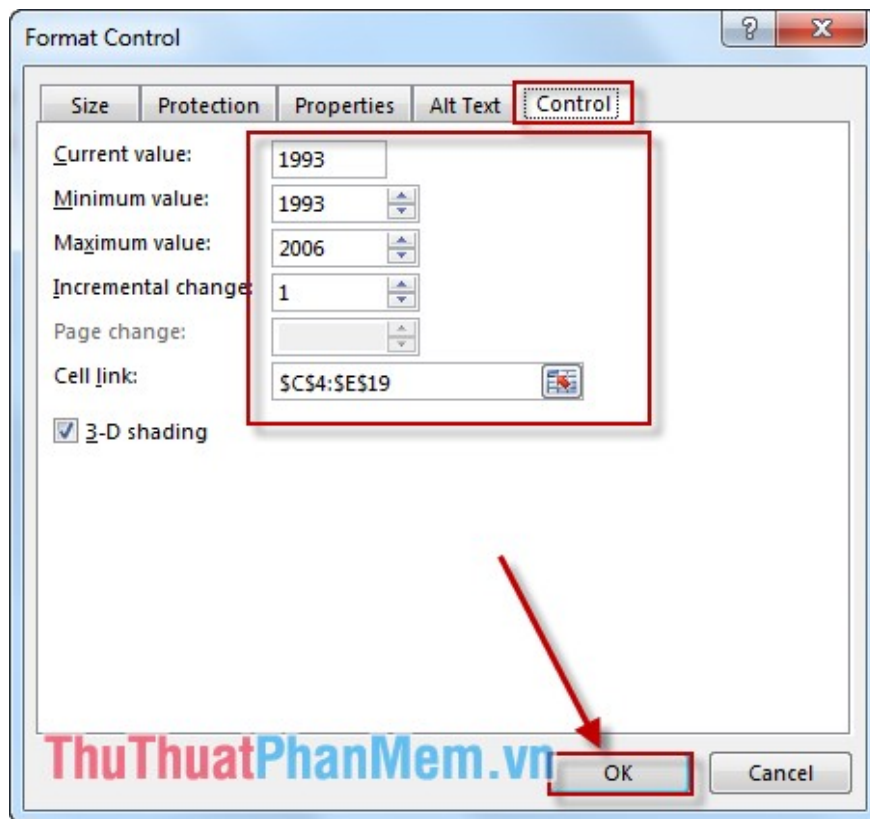 Format Control
Size Protection Properties Alt Text Control
Current value: 1993
Minimum value: 1993
Maximum value: 2006
Incremental change: 1
Page change:
Cell link: $C$4:$E$19
3-D shading
ThuThuatPhanMem.vn
OK Cancel